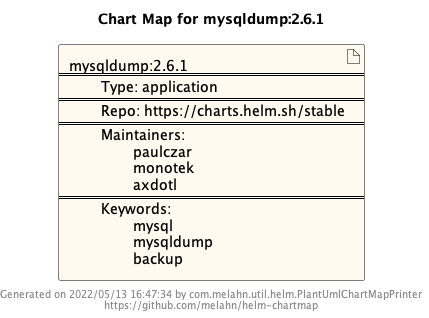 Chart Map for mysqldump:2.6.1
mysqldump:2.6.1
Type: application
Repo: https://charts.helm.sh/stable
Maintainers:
paulczar
monotek
axdotl
Keywords:
mysql
mysqldump
backup
Generated on 2022/05/13 16:47:34 by com.melahn.util.helm.PlantUmlChartMapPrinter
https://github.com/melahn/helm-chartmap